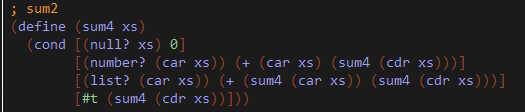 ; sum2
(define (sum4 xs)
(cond [(null? xs) 0]
[(number? (car xs)) (+ (car xs) (sum4 (cdr xs)))]
[(list? (car xs)) (+ (sum4 (car xs)) (sum4 (cdr xs)))]
[#t (sum4 (cdr xs))]))